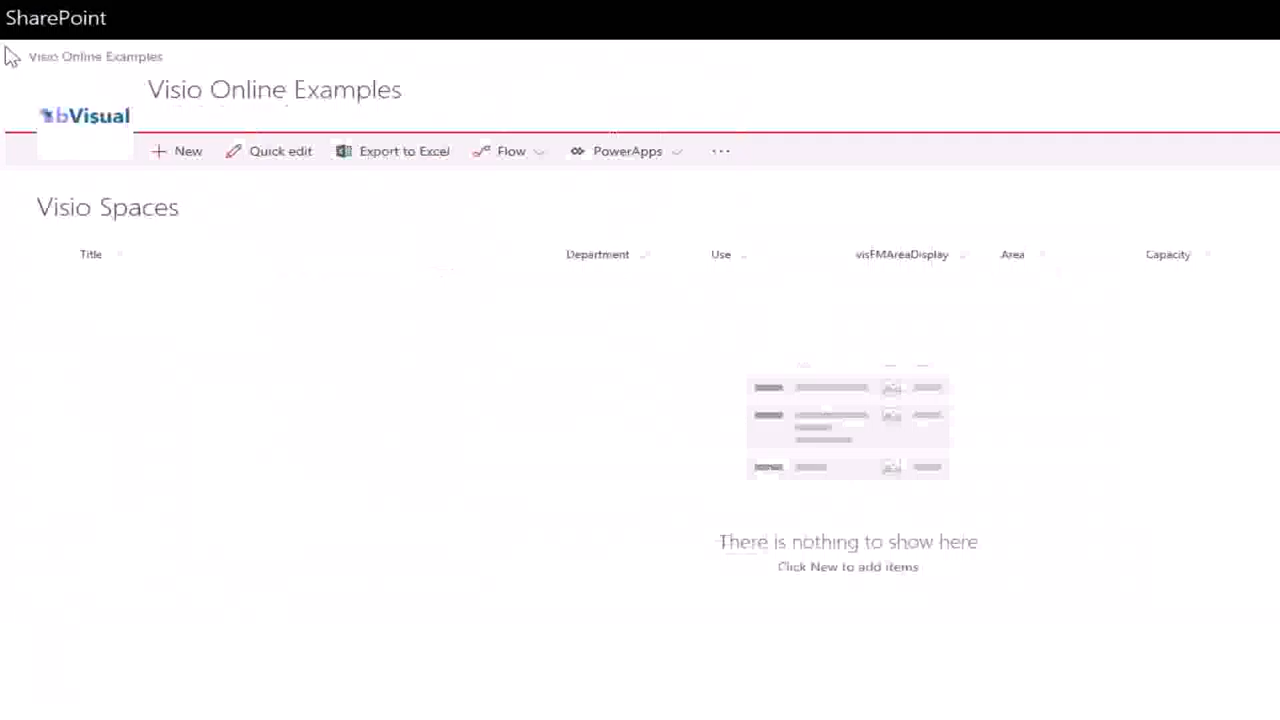 SharePoint
Visio Online Examples
Visio Online Examples
bVisual
New Quick edit Export to Excel Flow PowerApps ...
Visio Spaces
Title Department Use visFMAreaDisplay Area Capacity
There is nothing to show here
Click New to add items